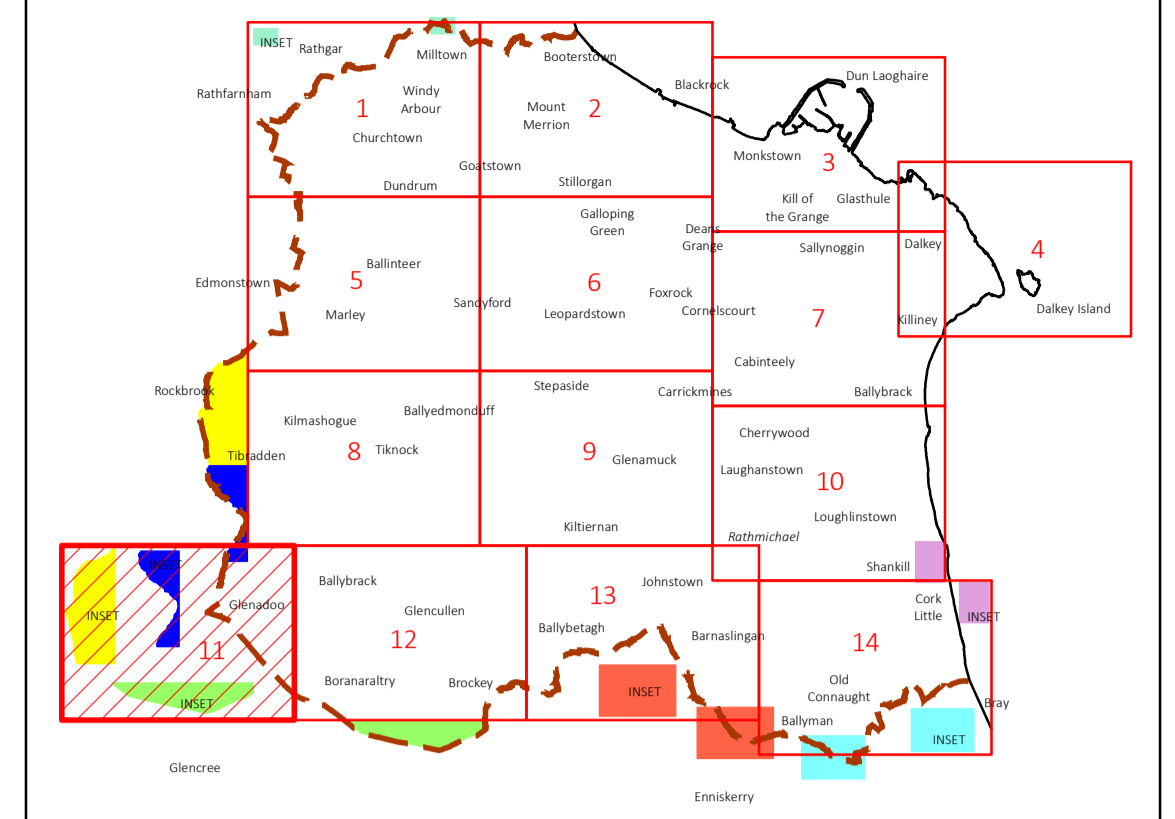 INSET
Rathgar
Milltown
Booterstown
Rathfarnham
Windy
Arbour
1
Churchtown
Mount
Merrion
2
Goatstown
Dundrum
Stillorgan
Blackrock
Dun Laoghaire
Monkstown
3
Kill of
the Grange
Glasthule
Edmonstown
Ballinteer
5
Marley
Sandyford
Galloping
Green
6
Leopardstown
Foxrock
Deans
Grange
Cornelscourt
Sallynoggin
7
Cabinteely
Ballybrack
Dalkey
4
Dalkey Island
Killiney
Rockbrook
Tibradden
Kilmashogue
Ballyedmonduff
8
Tiknock
Stepaside
Carrickmines
9
Glenamuck
Kiltiernan
Cherrywood
Laughanstown
10
Loughlinstown
Rathmichael
Shankill
INSET
INSET
Glenadoo
11
INSET
Glencree
Ballybrack
Glencullen
12
Boranaraltry
Brockey
Johnstown
13
Ballybetagh
Barnaslingan
INSET
Cork
Little
INSET
14
Old
Connaught
Ballyman
Bray
INSET
Enniskerry